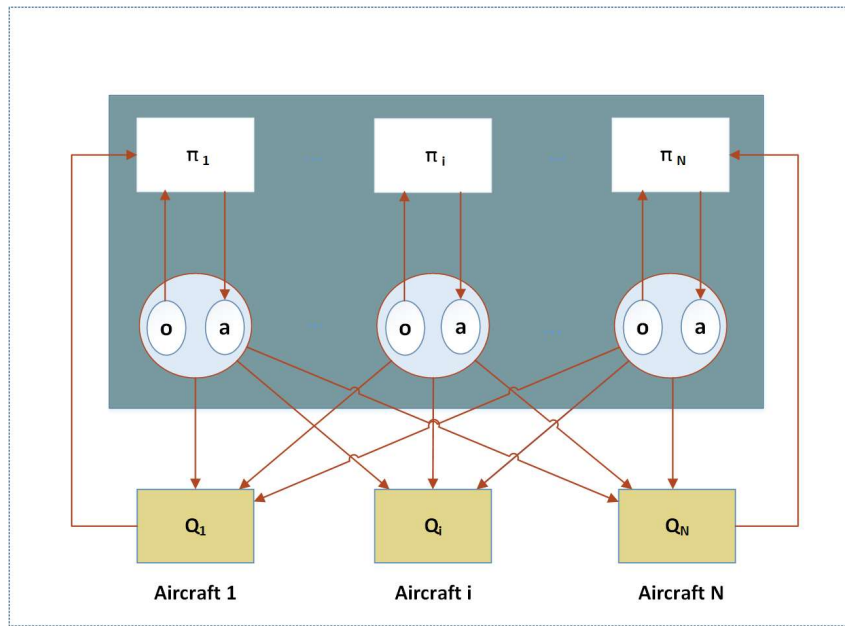 π 1 π i π N
o a o a o a
Q1 Qi QN
Aircraft 1 Aircraft i Aircraft N